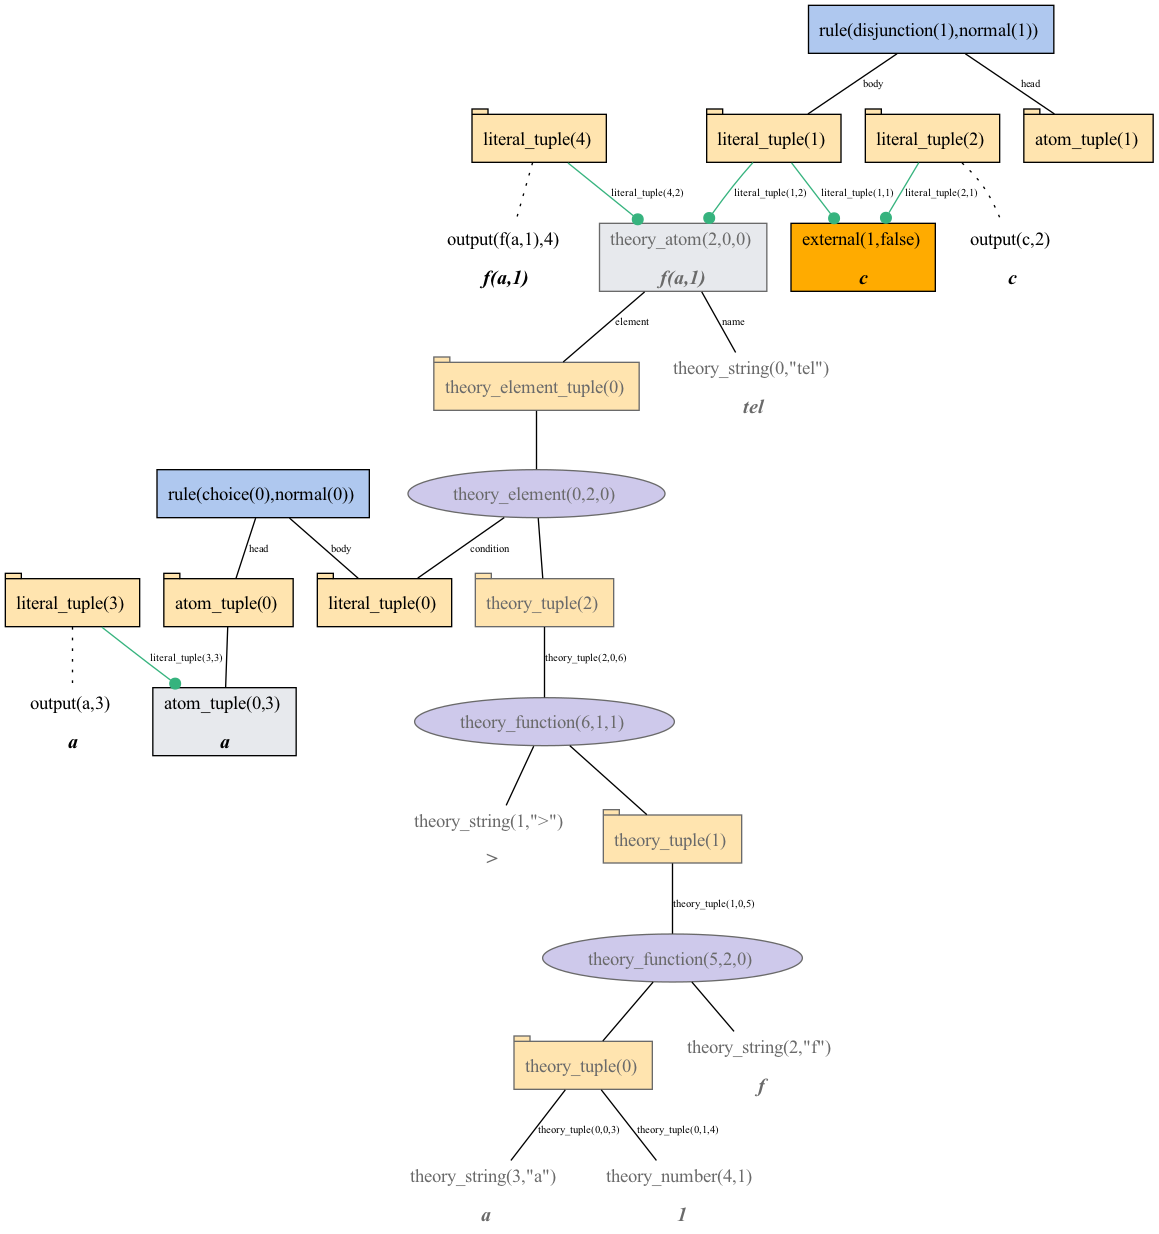 rule(disjunction(1),normal(1))
body
head
literal_tuple(4)
literal_tuple(1)
literal_tuple(2)
atom_tuple(1)
literal_tuple(4,2)
literal_tuple(1,2)
literal_tuple(1,1)
literal_tuple(2,1)
output(f(a,1),4)
f(a,1)
theory_atom(2,0,0)
f(a,1)
external(1,false)
c
output(c,2)
c
element
name
theory_element_tuple(0)
theory_string(0,"tel")
tel
rule(choice(0),normal(0))
theory_element(0,2,0)
head
body
condition
literal_tuple(3)
atom_tuple(0)
literal_tuple(0)
theory_tuple(2)
literal_tuple(3,3)
theory_tuple(2,0,6)
output(a,3)
a
atom_tuple(0,3)
a
theory_function(6,1,1)
theory_string(1,">")
>
theory_tuple(1)
theory_tuple(1,0,5)
theory_function(5,2,0)
theory_tuple(0)
theory_string(2,"f")
f
theory_tuple(0,0,3)
theory_tuple(0,1,4)
theory_string(3,"a")
a
theory_number(4,1)
1